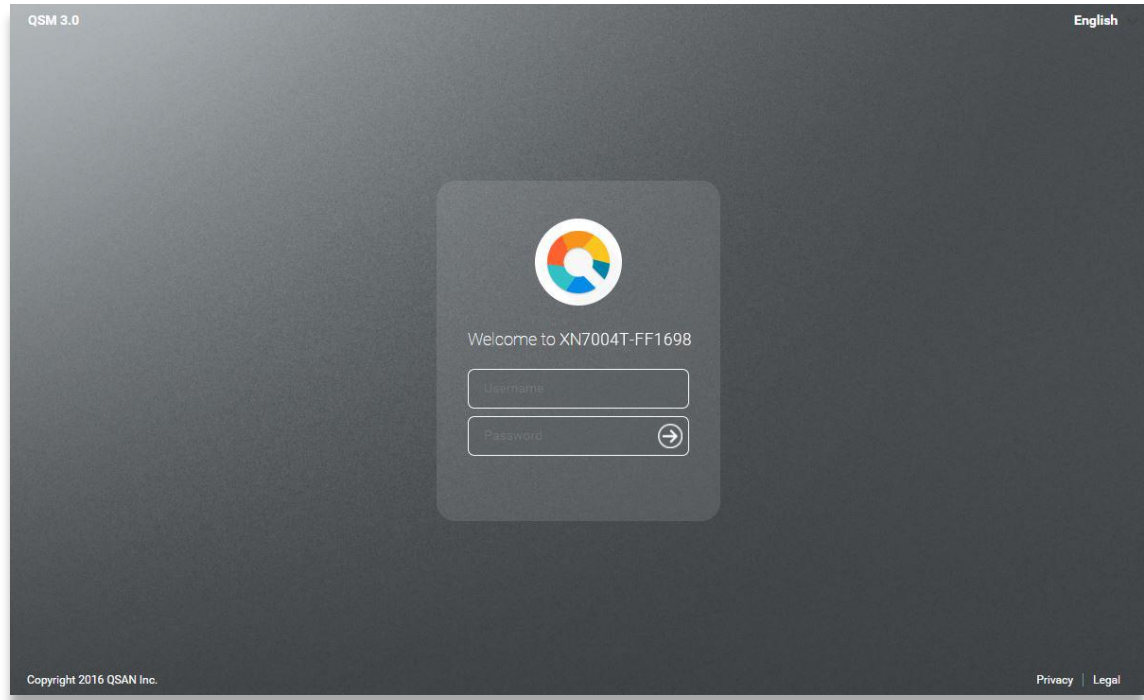 QSM 3.0
English
Welcome to XN7004T-FF1698
Username
Password
Copyright 2016 QSAN Inc.
Privacy | Legal